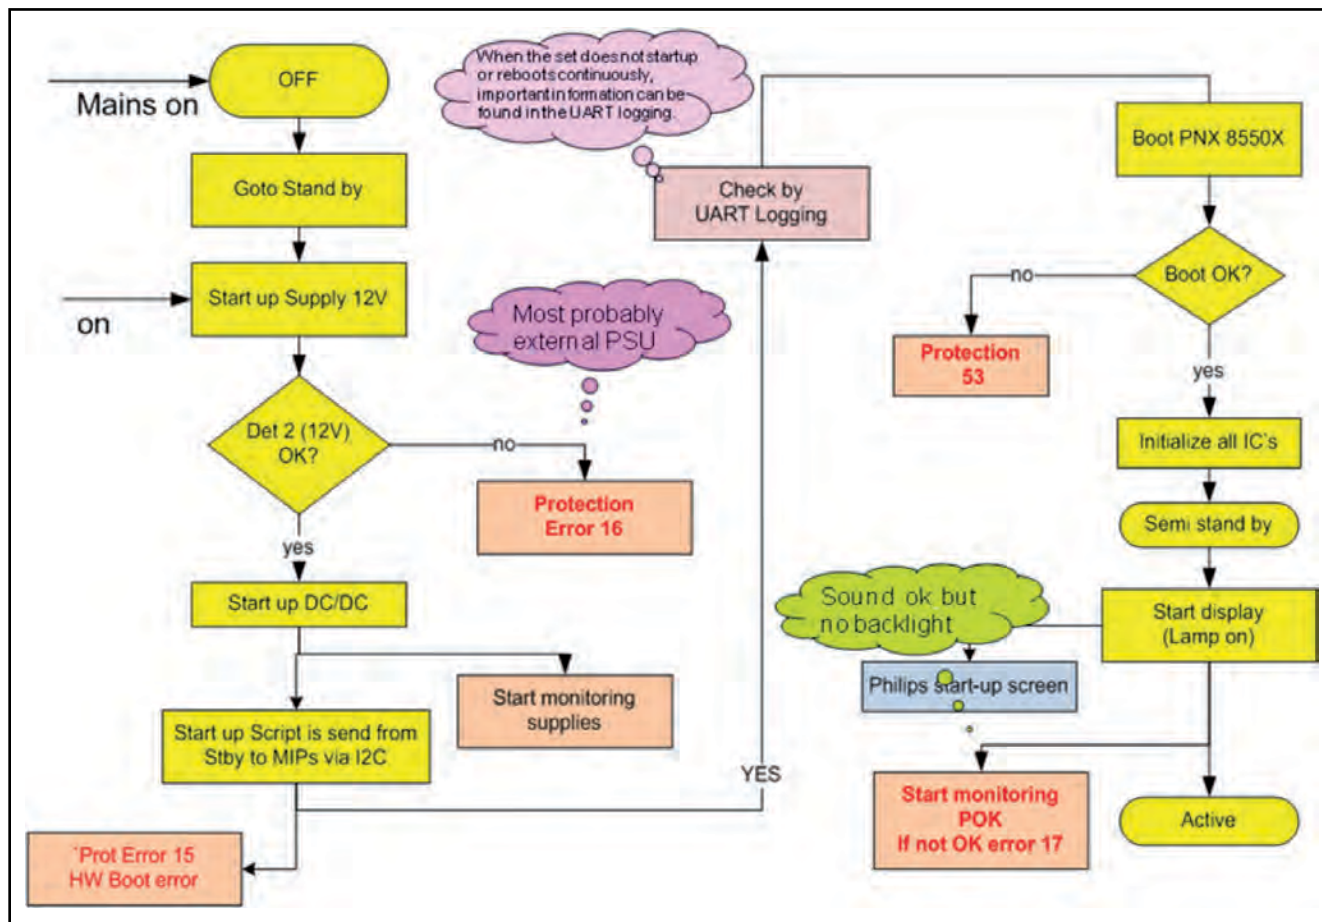 OFF
Mains on
Goto Stand by
Start up Supply 12V
on
Det 2 (12V)
OK?
no
yes
Most probably
external PSU
Protection
Error 16
Start up DC/DC
Start monitoring
supplies
Start up Script is send from
Stby to MIPs via I2C
`Prot Error 15
HW Boot error
YES
When the set does not startup
or reboots continuously,
important information can be
found in the UART logging.
Check by
UART Logging
Boot PNX 8550X
Boot OK?
no
Protection
53
yes
Initialize all IC`s
Semi stand by
Start display
(Lamp on)
Sound ok but
no backlight
Philips start-up screen
Start monitoring
POK
If not OK error 17
Active